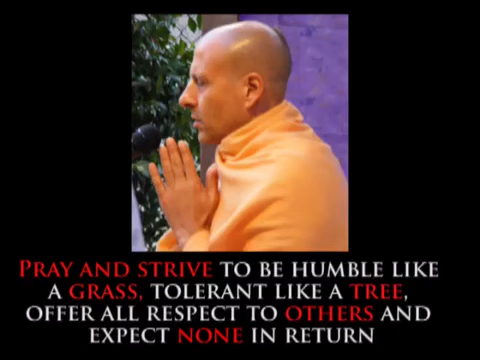 PRAY AND STRIVE TO BE HUMBLE LIKE
A GRASS, TOLERANT LIKE A TREE,
OFFER ALL RESPECT TO OTHERS AND
EXPECT NONE IN RETURN